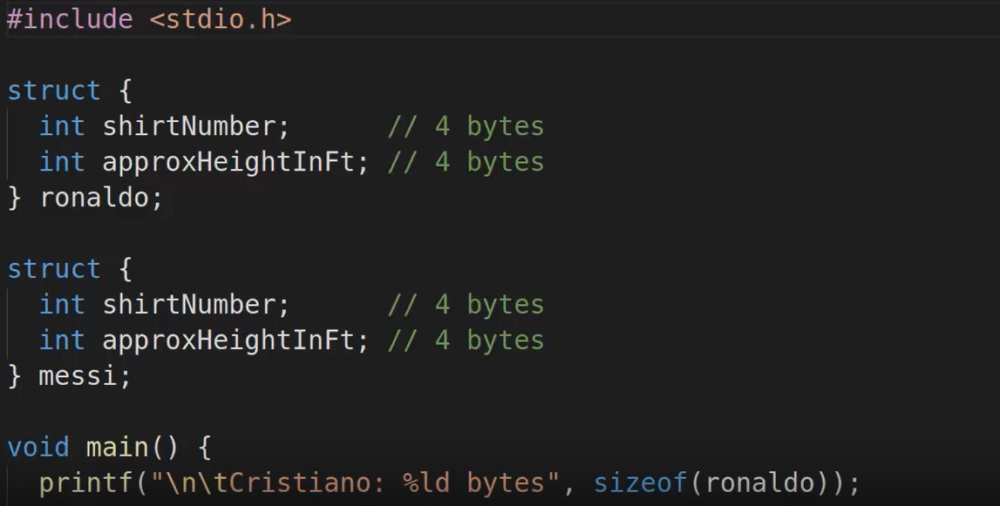 #include <stdio.h>
struct {
int shirtNumber; // 4 bytes
int approxHeightInFt; // 4 bytes
} ronaldo;
struct {
int shirtNumber; // 4 bytes
int approxHeightInFt; // 4 bytes
} messi;
void main() {
printf("\n\tCristiano: %ld bytes", sizeof(ronaldo));